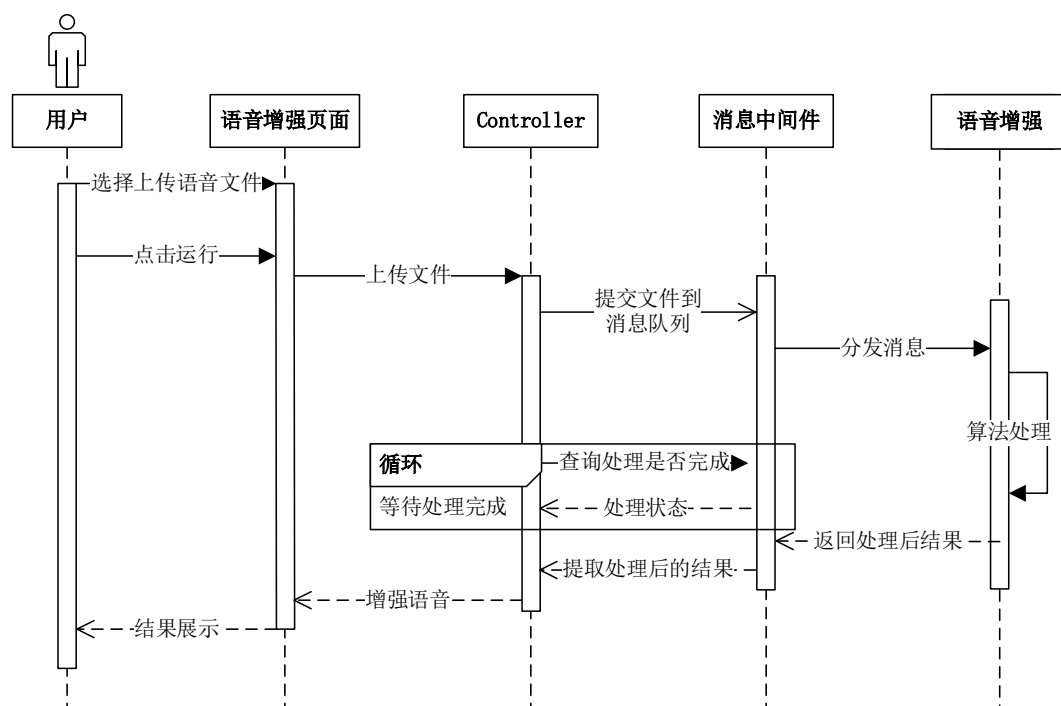 用户
语音增强页面
Controller
消息中间件
语音增强
选择上传语音文件
点击运行
上传文件
提交文件到
消息队列
分发消息
算法处理
循环
查询处理是否完成
等待处理完成
处理状态
返回处理后结果
提取处理后的结果
增强语音
结果展示